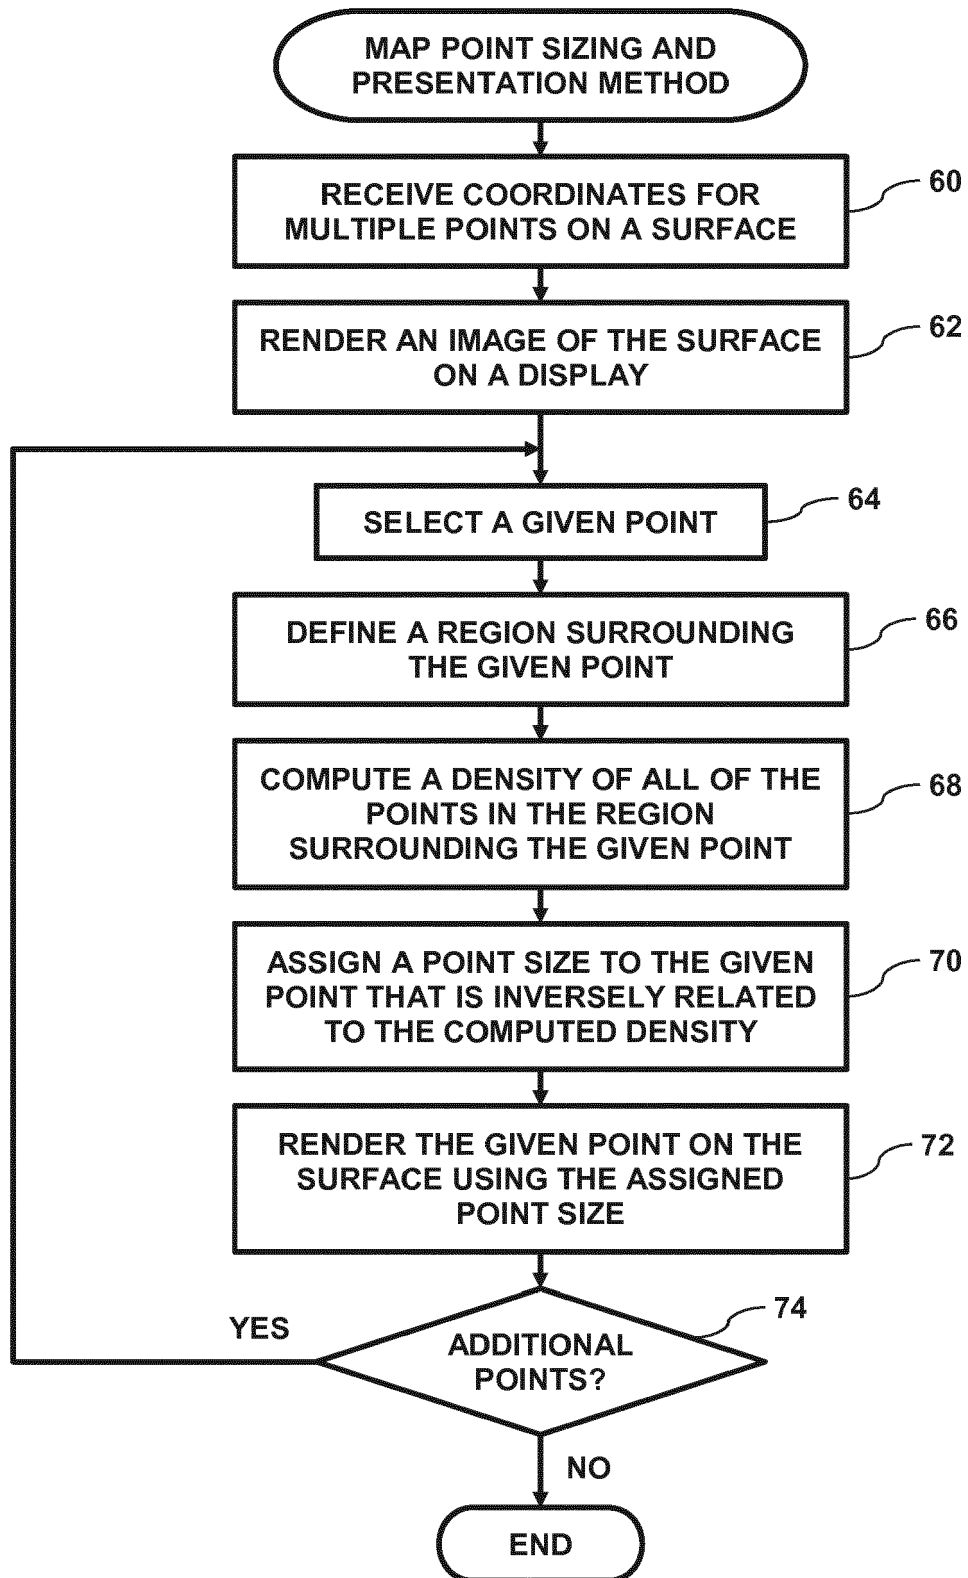 MAP POINT SIZING AND
PRESENTATION METHOD
RECEIVE COORDINATES FOR
MULTIPLE POINTS ON A SURFACE
60
RENDER AN IMAGE OF THE SURFACE
ON A DISPLAY
62
SELECT A GIVEN POINT
64
DEFINE A REGION SURROUNDING
THE GIVEN POINT
66
COMPUTE A DENSITY OF ALL OF THE
POINTS IN THE REGION
SURROUNDING THE GIVEN POINT
68
ASSIGN A POINT SIZE TO THE GIVEN
POINT THAT IS INVERSELY RELATED
TO THE COMPUTED DENSITY
70
RENDER THE GIVEN POINT ON THE
SURFACE USING THE ASSIGNED
POINT SIZE
72
ADDITIONAL
POINTS?
74
YES
NO
END